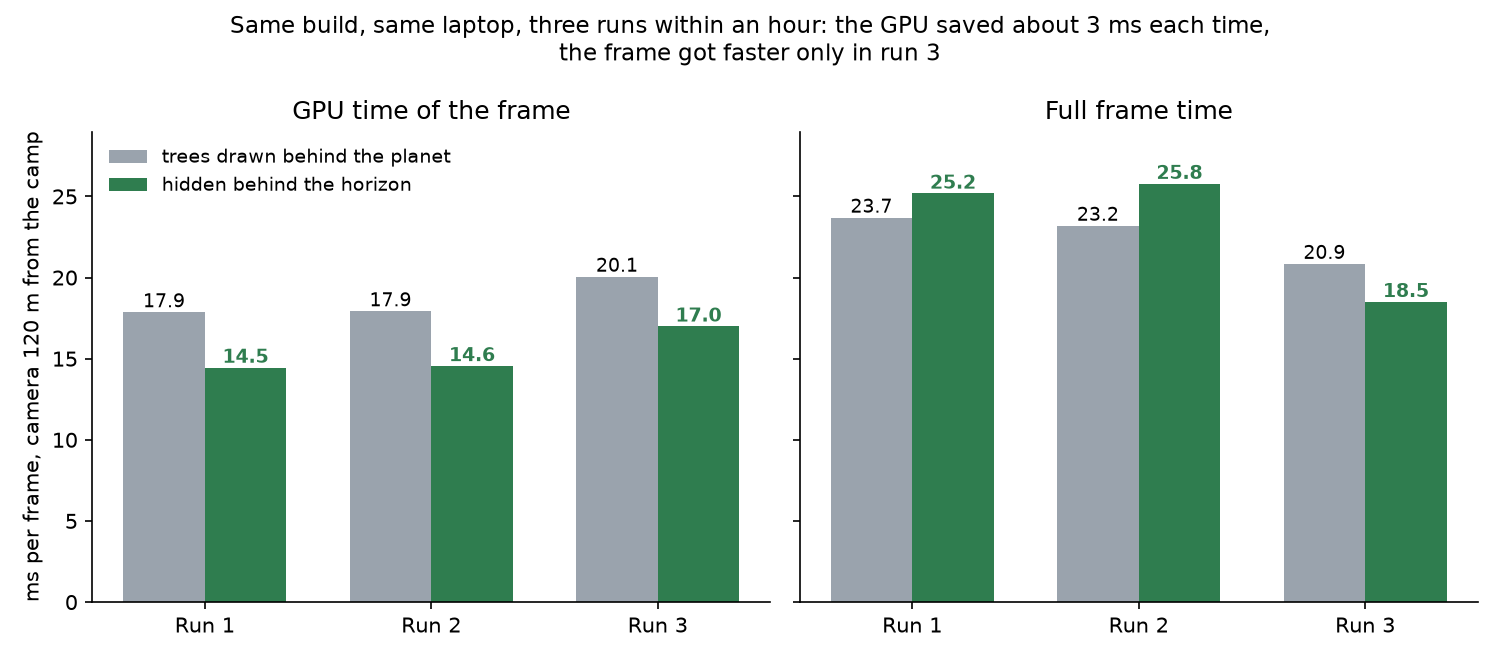 Same build, same laptop, three runs within an hour: the GPU saved about 3 ms each time,
the frame got faster only in run 3
GPU time of the frame
Full frame time
ms per frame, camera 120 m from the camp
trees drawn behind the planet
hidden behind the horizon
25
20
15
10
5
0
17.9
14.5
17.9
14.6
20.1
17.0
Run 1
Run 2
Run 3
23.7
25.2
23.2
25.8
20.9
18.5
Run 1
Run 2
Run 3